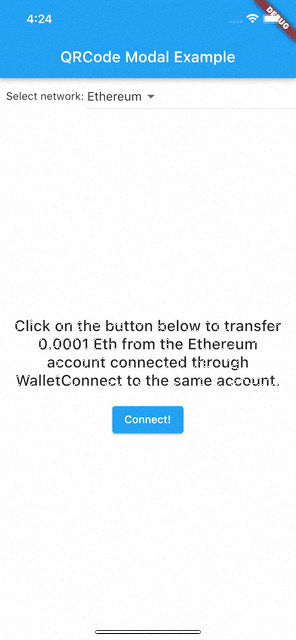 4:24
DEBUG
QRCode Modal Example
Select network: Ethereum
Click on the button below to transfer
0.0001 Eth from the Ethereum
account connected through
WalletConnect to the same account.
Connect!